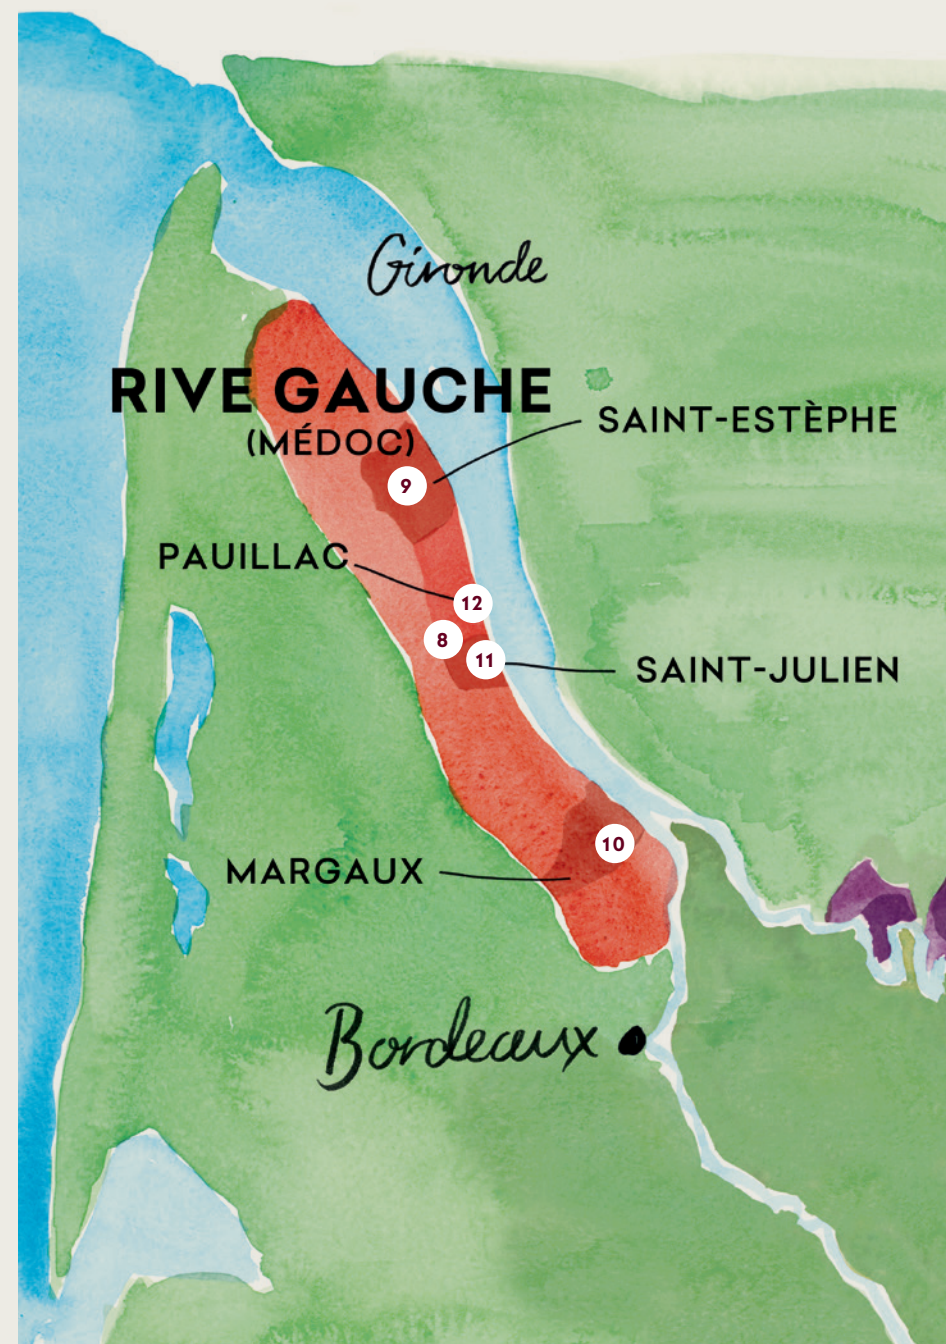 Gironde
RIVE GAUCHE
(MÉDOC)
SAINT-ESTÈPHE
9
PAUILLAC
12
8
11
SAINT-JULIEN
10
MARGAUX
Bordeaux